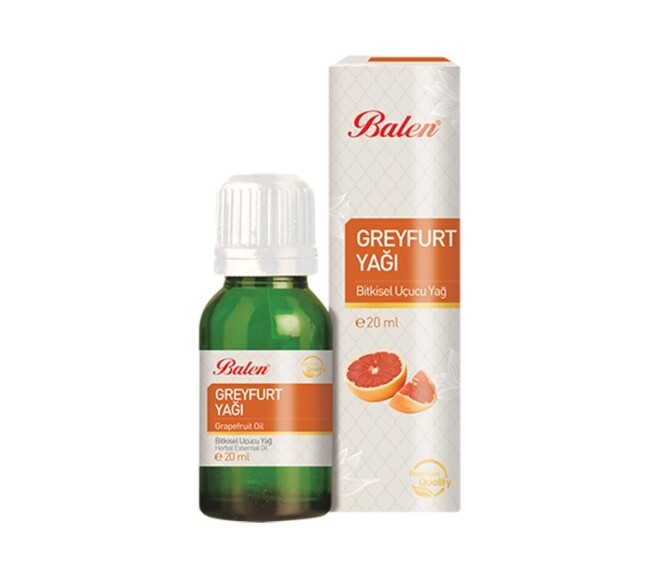 Balen®
GREYFURT
YAĞI
Bitkisel Uçucu Yağ
℮20 ml
Quality
Balen®
GREYFURT
YAĞI
Grapefruit Oil
Bitkisel Uçucu Yağ
Herbal Essential Oil
℮20 ml
Quality